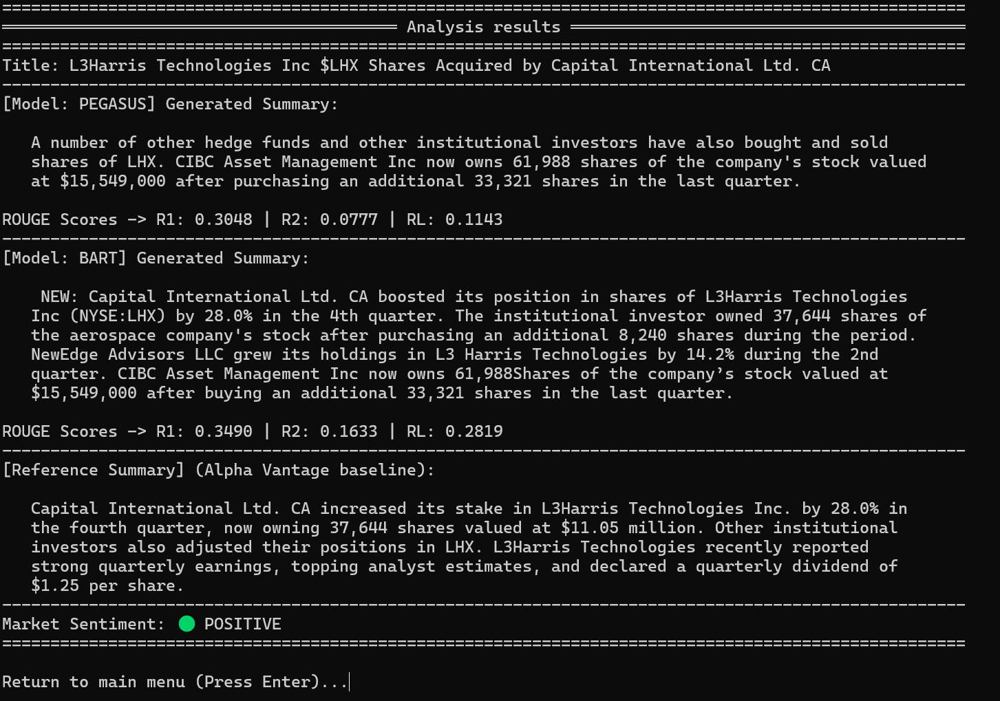 ====================================================================================================
═════════════════════════════════════════ Analysis results ═════════════════════════════════════════
====================================================================================================
Title: L3Harris Technologies Inc $LHX Shares Acquired by Capital International Ltd. CA
----------------------------------------------------------------------------------------------------
[Model: PEGASUS] Generated Summary:
A number of other hedge funds and other institutional investors have also bought and sold
shares of LHX. CIBC Asset Management Inc now owns 61,988 shares of the company's stock valued
at $15,549,000 after purchasing an additional 33,321 shares in the last quarter.
ROUGE Scores -> R1: 0.3048 | R2: 0.0777 | RL: 0.1143
----------------------------------------------------------------------------------------------------
[Model: BART] Generated Summary:
NEW: Capital International Ltd. CA boosted its position in shares of L3Harris Technologies
Inc (NYSE:LHX) by 28.0% in the 4th quarter. The institutional investor owned 37,644 shares of
the aerospace company's stock after purchasing an additional 8,240 shares during the period.
NewEdge Advisors LLC grew its holdings in L3 Harris Technologies by 14.2% during the 2nd
quarter. CIBC Asset Management Inc now owns 61,988Shares of the company’s stock valued at
$15,549,000 after buying an additional 33,321 shares in the last quarter.
ROUGE Scores -> R1: 0.3490 | R2: 0.1633 | RL: 0.2819
----------------------------------------------------------------------------------------------------
[Reference Summary] (Alpha Vantage baseline):
Capital International Ltd. CA increased its stake in L3Harris Technologies Inc. by 28.0% in
the fourth quarter, now owning 37,644 shares valued at $11.05 million. Other institutional
investors also adjusted their positions in LHX. L3Harris Technologies recently reported
strong quarterly earnings, topping analyst estimates, and declared a quarterly dividend of
$1.25 per share.
----------------------------------------------------------------------------------------------------
Market Sentiment: 🟢 POSITIVE
====================================================================================================
Return to main menu (Press Enter)...